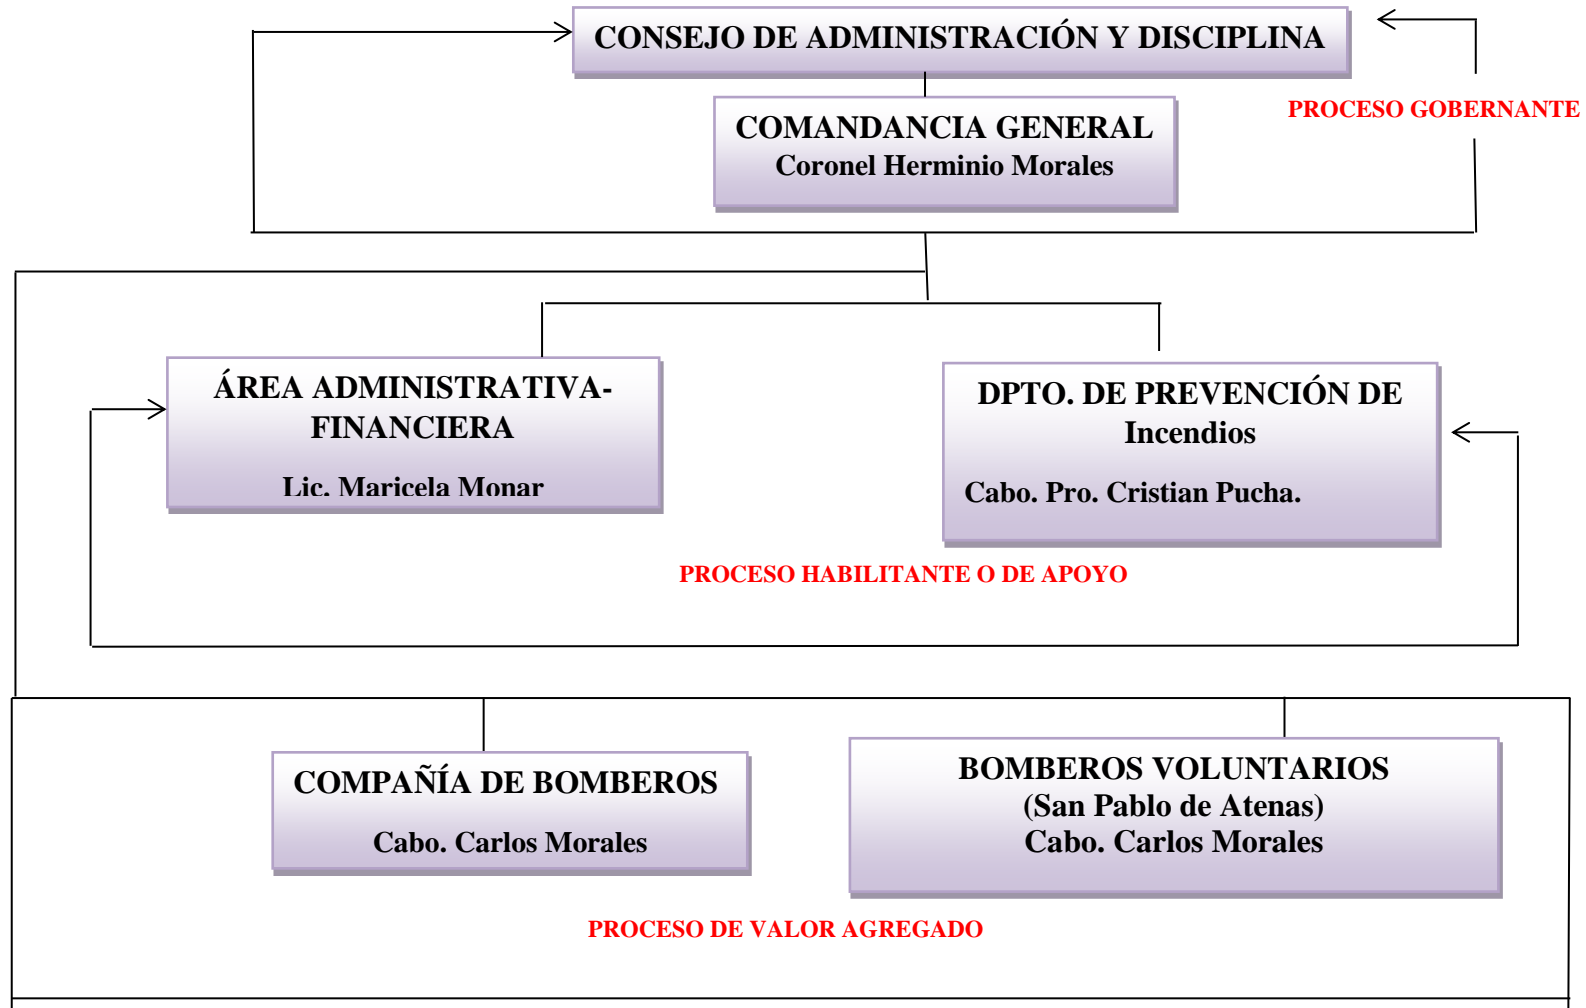 CONSEJO DE ADMINISTRACIÓN Y DISCIPLINA
PROCESO GOBERNANTE
COMANDANCIA GENERAL
Coronel Herminio Morales
ÁREA ADMINISTRATIVA-
FINANCIERA
Lic. Maricela Monar
DPTO. DE PREVENCIÓN DE
Incendios
Cabo. Pro. Cristian Pucha.
PROCESO HABILITANTE O DE APOYO
COMPAÑÍA DE BOMBEROS
Cabo. Carlos Morales
BOMBEROS VOLUNTARIOS
(San Pablo de Atenas)
Cabo. Carlos Morales
PROCESO DE VALOR AGREGADO